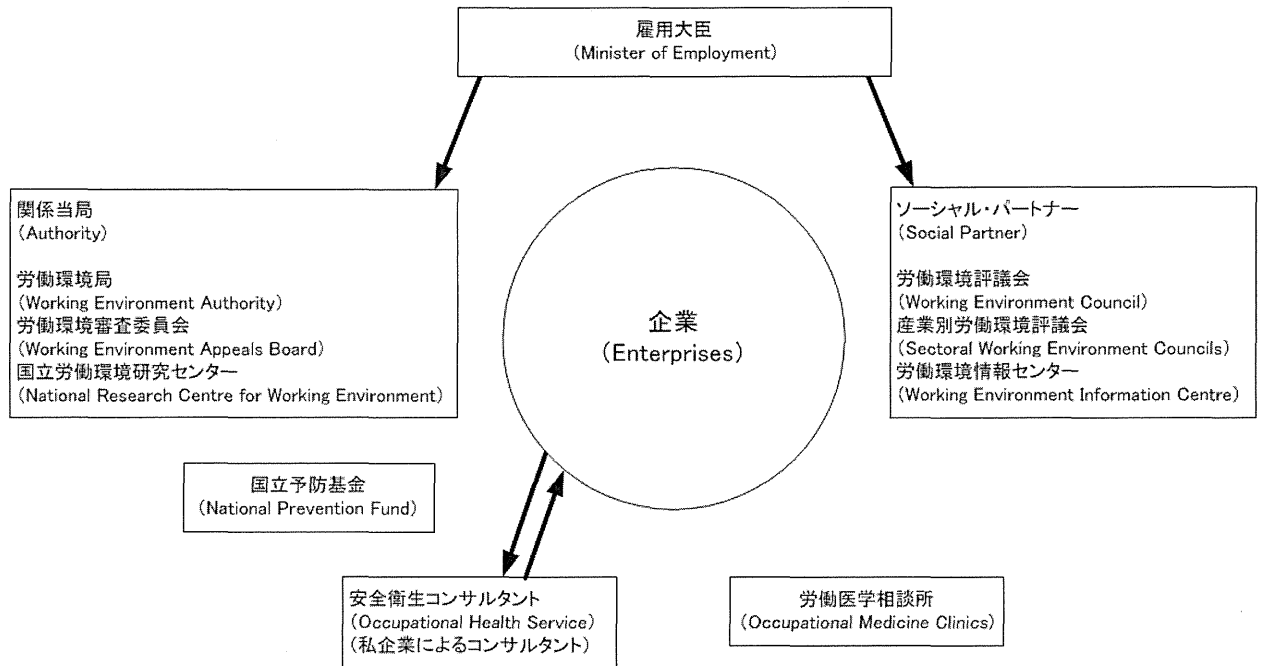 雇用大臣
(Minister of Employment)
関係当局
(Authority)
労働環境局
(Working Environment Authority)
労働環境審査委員会
(Working Environment Appeals Board)
国立労働環境研究センター
(National Research Centre for Working Environment)
企業
(Enterprises)
ソーシャル・パートナー
(Social Partner)
労働環境評議会
(Working Environment Council)
産業別労働環境評議会
(Sectoral Working Environment Councils)
労働環境情報センター
(Working Environment Information Centre)
国立予防基金
(National Prevention Fund)
安全衛生コンサルタント
(Occupational Health Service)
(私企業によるコンサルタント)
労働医学相談所
(Occupational Medicine Clinics)